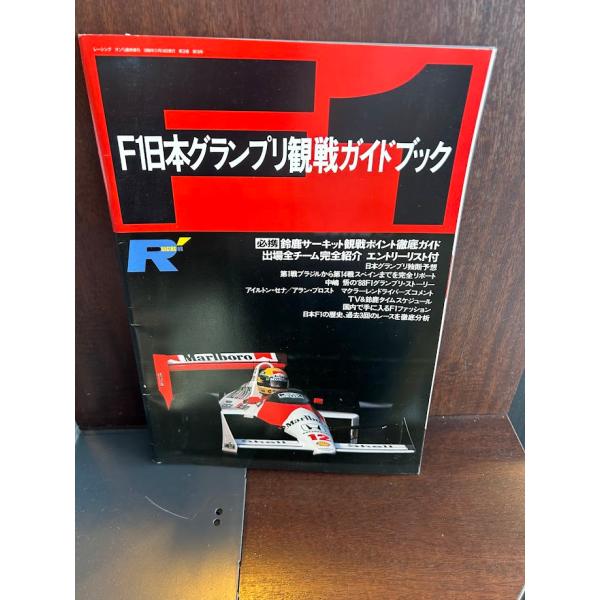 F1
F1日本グランプリ観戦ガイドブック
R
必携 鈴鹿サーキット観戦ポイント徹底ガイド
出場全チーム完全紹介 エントリーリスト付
日本グランプリ独断予想
第1戦ブラジルから第14戦スペインまでを完全リポート
中嶋 悟の'88F1グランプリ・ストーリー
アイルトン・セナ/アラン・プロスト マクラーレンドライバーズコメント
TV&鈴鹿タイムスケジュール
国内で手に入るF1ファッション
日本F1の歴史、過去3回のレースを徹底分析
Marlboro
Marlboro
HONDA
12
Shell
Shell